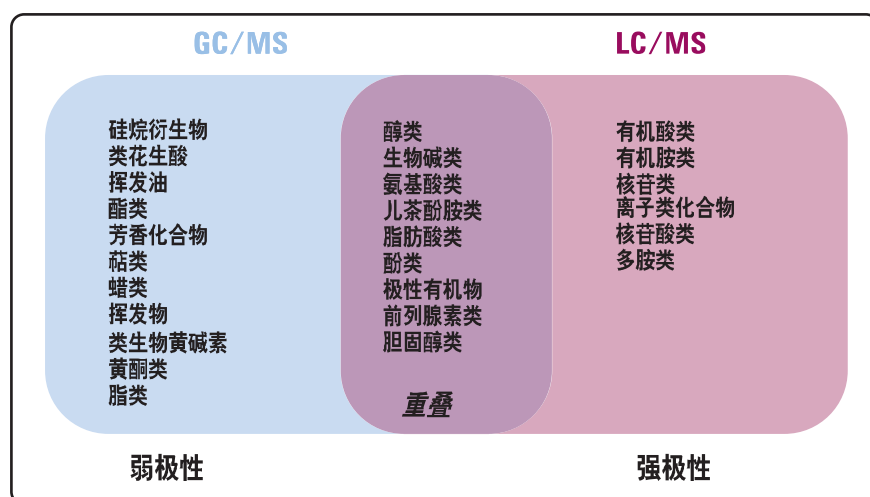 GC/MS
LC/MS
硅烷衍生物
类花生酸
挥发油
酯类
芳香化合物
萜类
蜡类
挥发物
类生物黄碱素
黄酮类
脂类
醇类
生物碱类
氨基酸类
儿茶酚胺类
脂肪酸类
酚类
极性有机物
前列腺素类
胆固醇类
重叠
有机酸类
有机胺类
核苷类
离子类化合物
核苷酸类
多胺类
弱极性
强极性